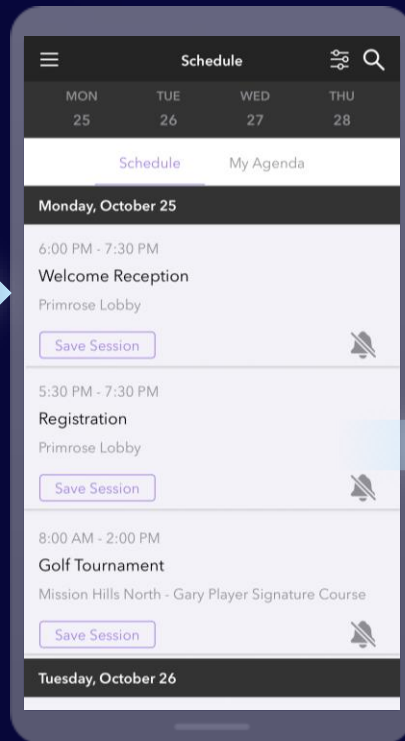 Schedule
MON TUE WED THU
25 26 27 28
Schedule My Agenda
Monday, October 25
6:00 PM - 7:30 PM
Welcome Reception
Primrose Lobby
Save Session
5:30 PM - 7:30 PM
Registration
Primrose Lobby
Save Session
8:00 AM - 2:00 PM
Golf Tournament
Mission Hills North - Gary Player Signature Course
Save Session
Tuesday, October 26